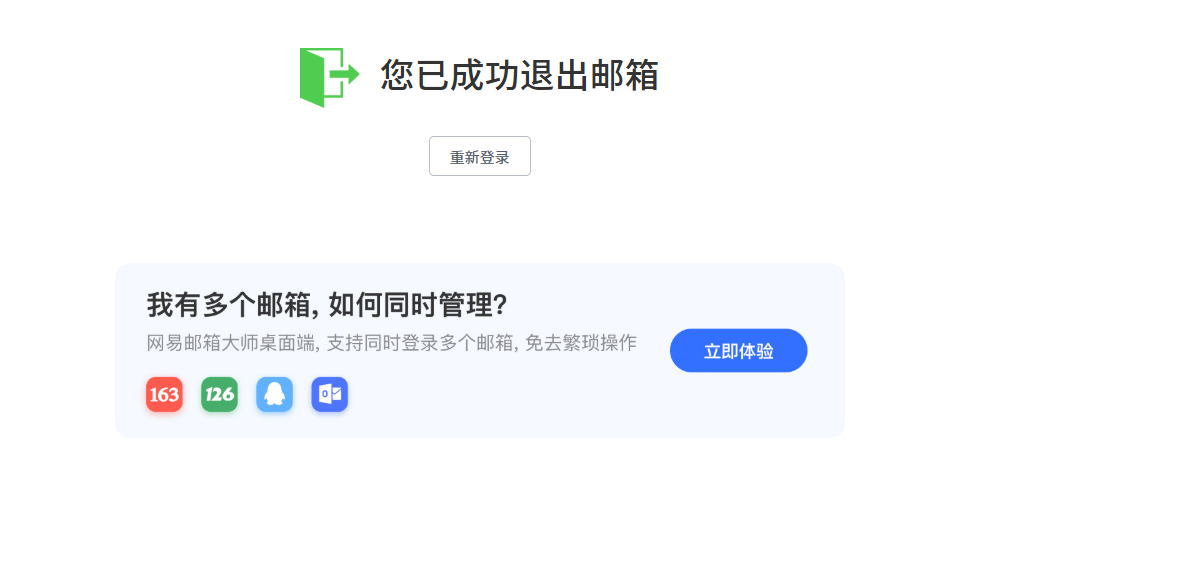 您已成功退出邮箱
重新登录
我有多个邮箱, 如何同时管理?
网易邮箱大师桌面端, 支持同时登录多个邮箱, 免去繁琐操作
立即体验
163 126 0